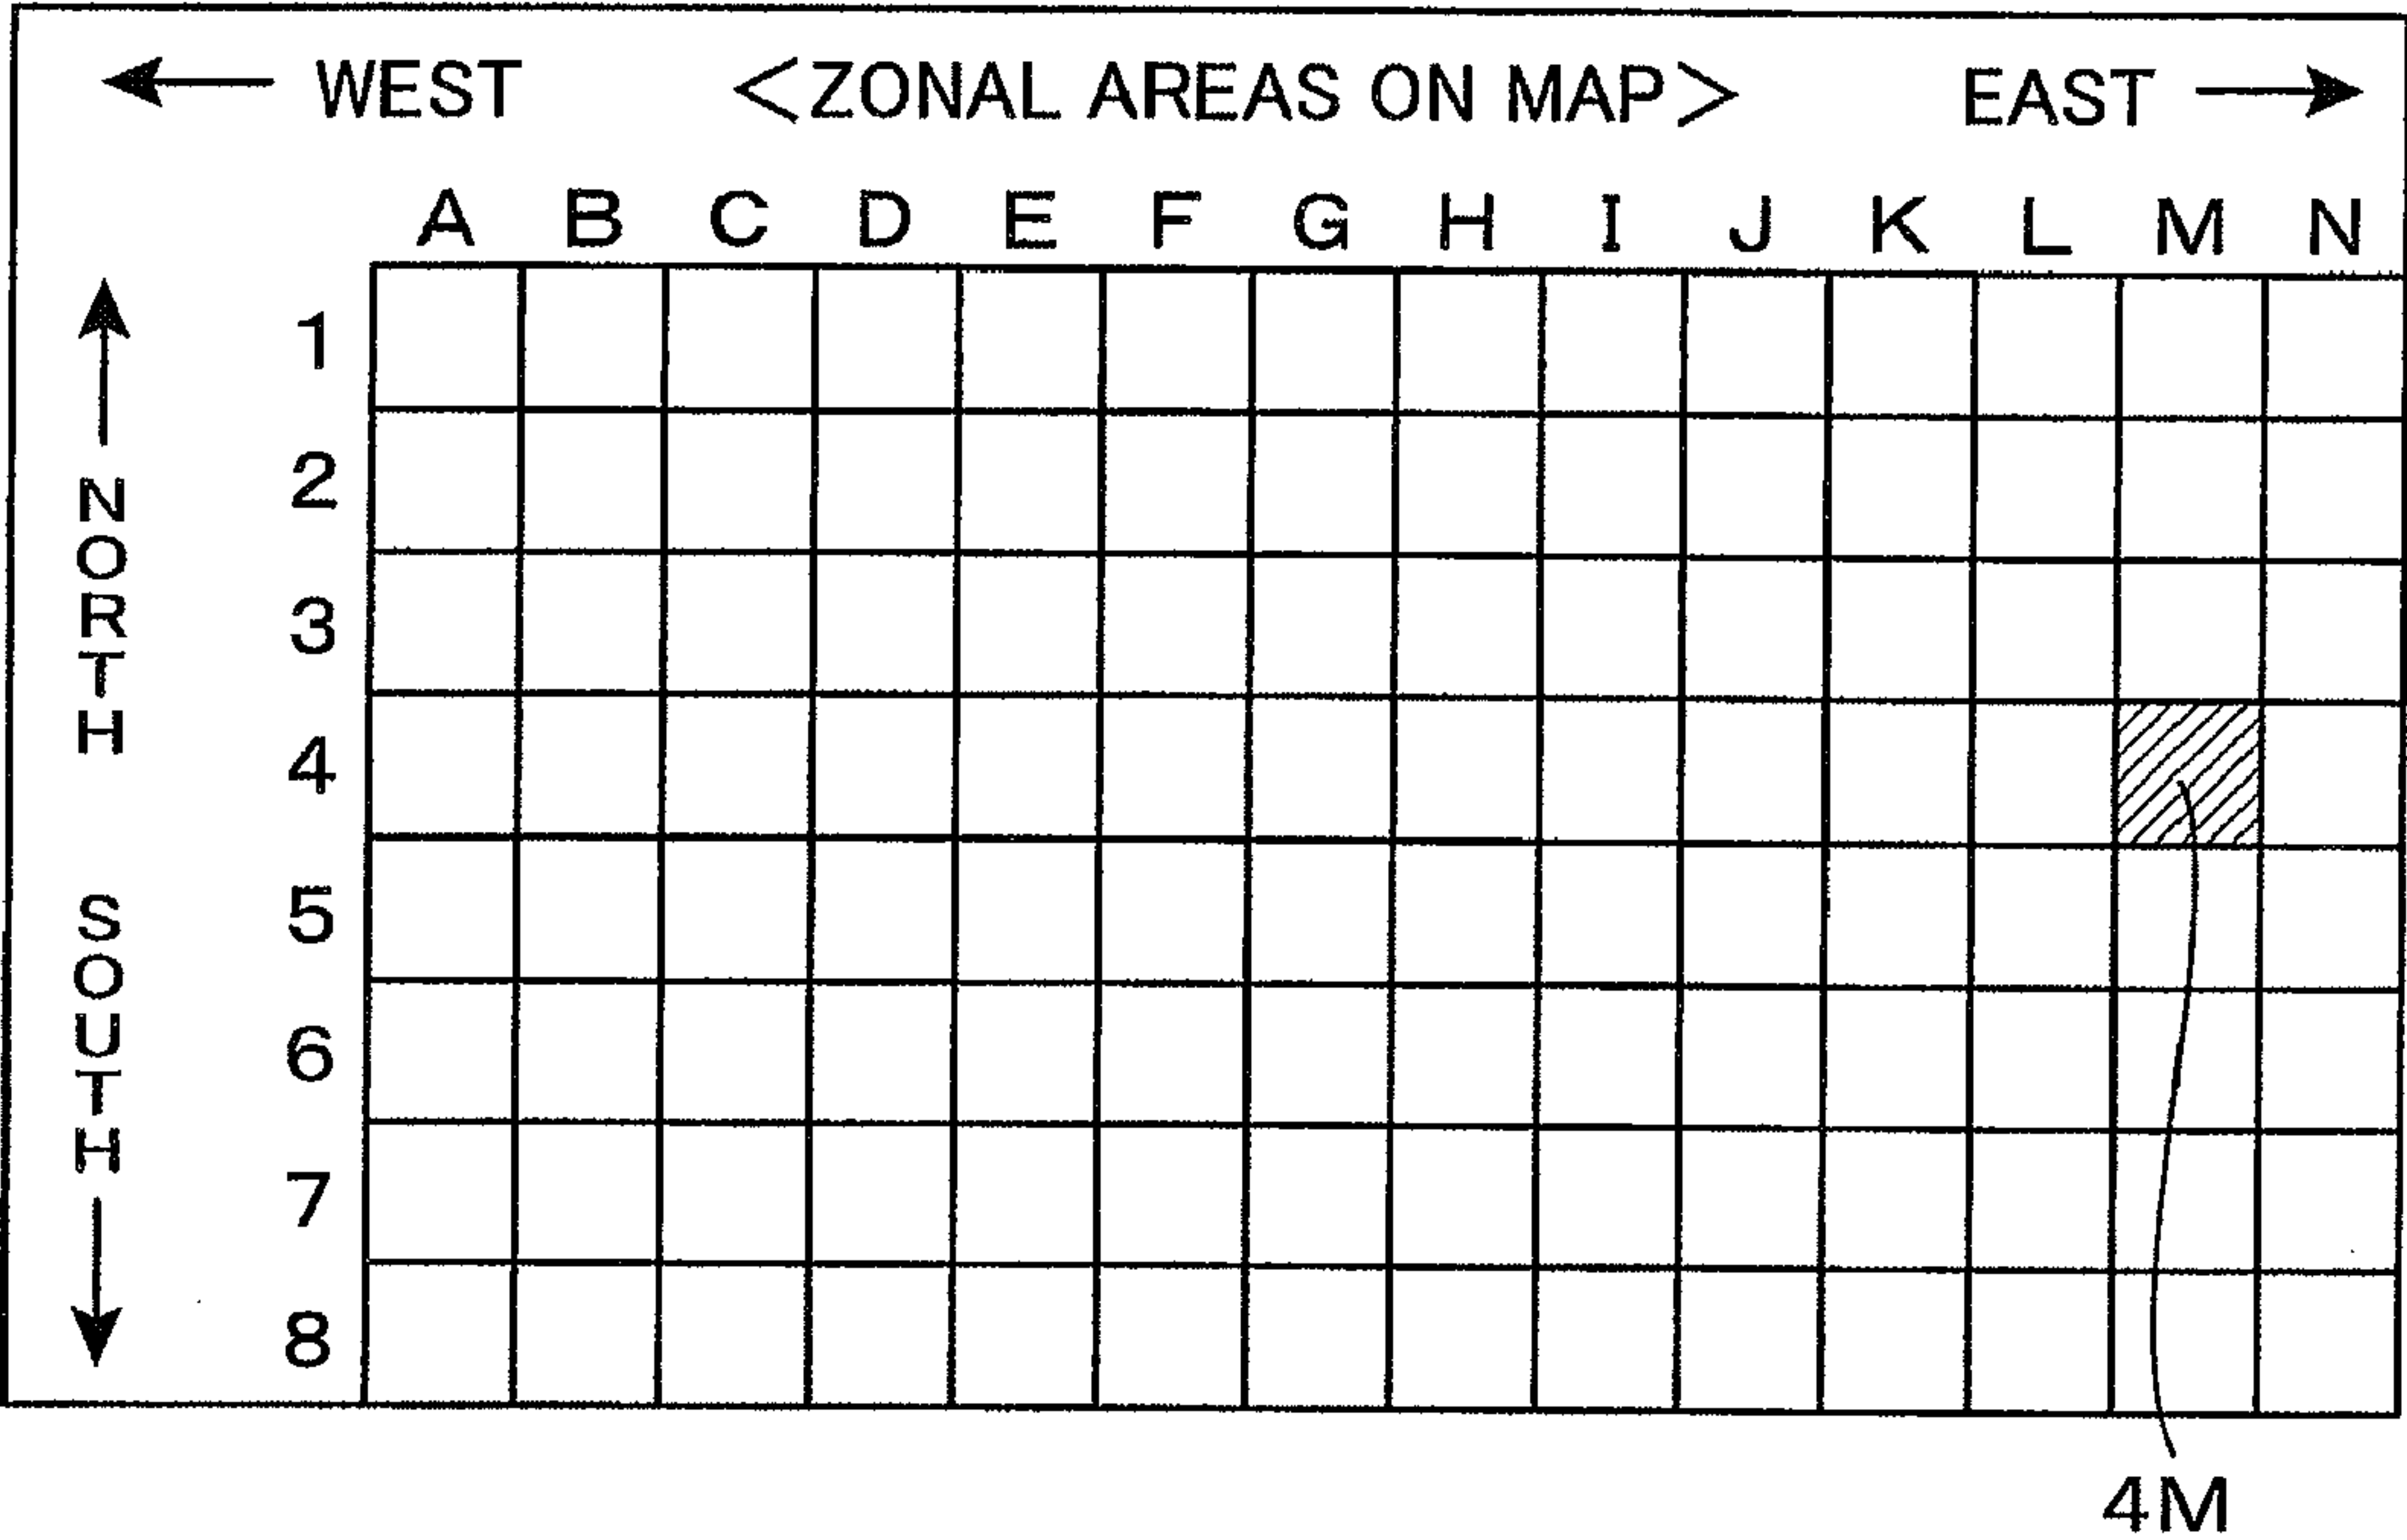 ← WEST <ZONAL AREAS ON MAP> EAST →
A B C D E F G H I J K L M N
1
2
3
4
5
6
7
8
NORTH
SOUTH
4M